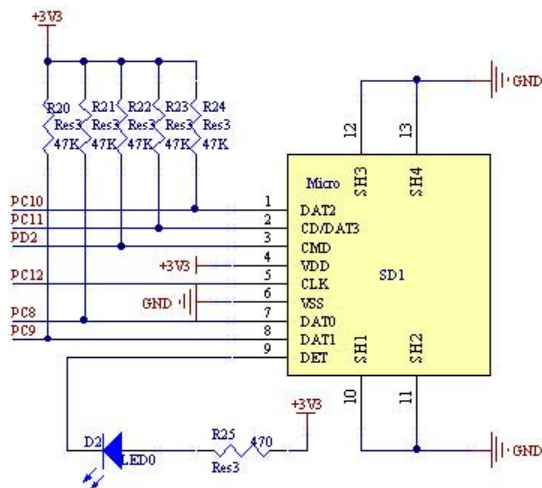 +3V3
R20 R21 R22 R23 R24
Res3 Res3 Res3 Res3 Res3
47K 47K 47K 47K 47K
GND
12 13
SH3 SH4
Micro
PC10 1 DAT2
PC11 2 CD/DAT3
PD2 3 CMD
+3V3 4 VDD
SD1
PC12 5 CLK
GND 6 VSS
PC8 7 DAT0
PC9 8 DAT1
9 DET
SH1 SH2
10 11
+3V3
D2 R25 470
LED0 Res3
GND